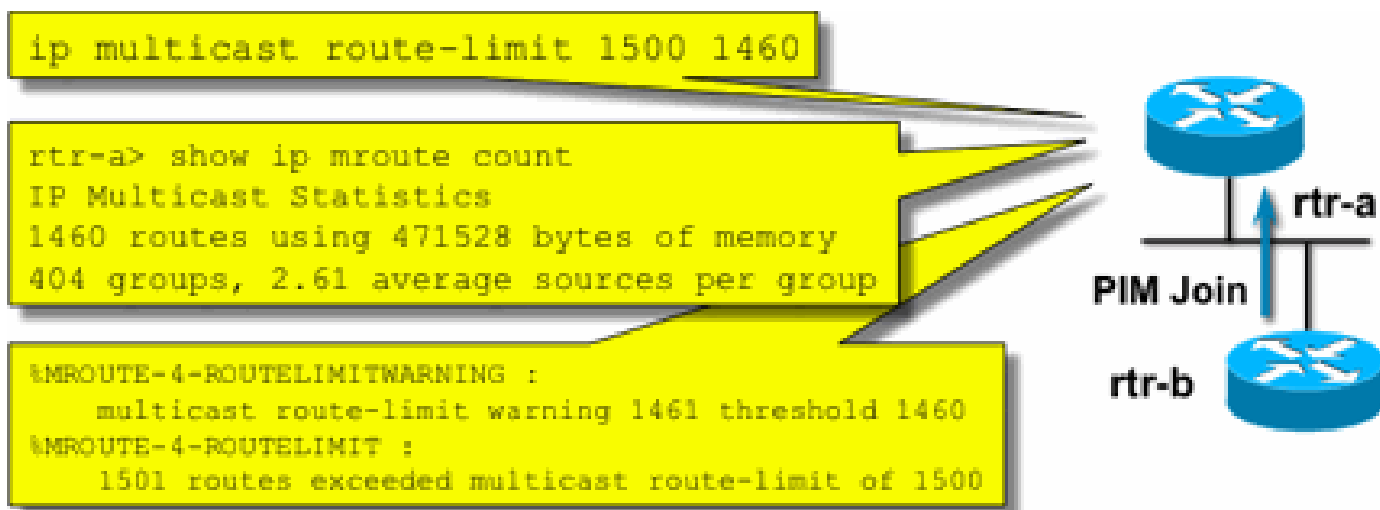 ip multicast route-limit 1500 1460
rtr-a> show ip mroute count
IP Multicast Statistics
1460 routes using 471528 bytes of memory
404 groups, 2.61 average sources per group
%MROUTE-4-ROUTELIMITWARNING :
multicast route-limit warning 1461 threshold 1460
%MROUTE-4-ROUTELIMIT :
1501 routes exceeded multicast route-limit of 1500
rtr-a
PIM Join
rtr-b